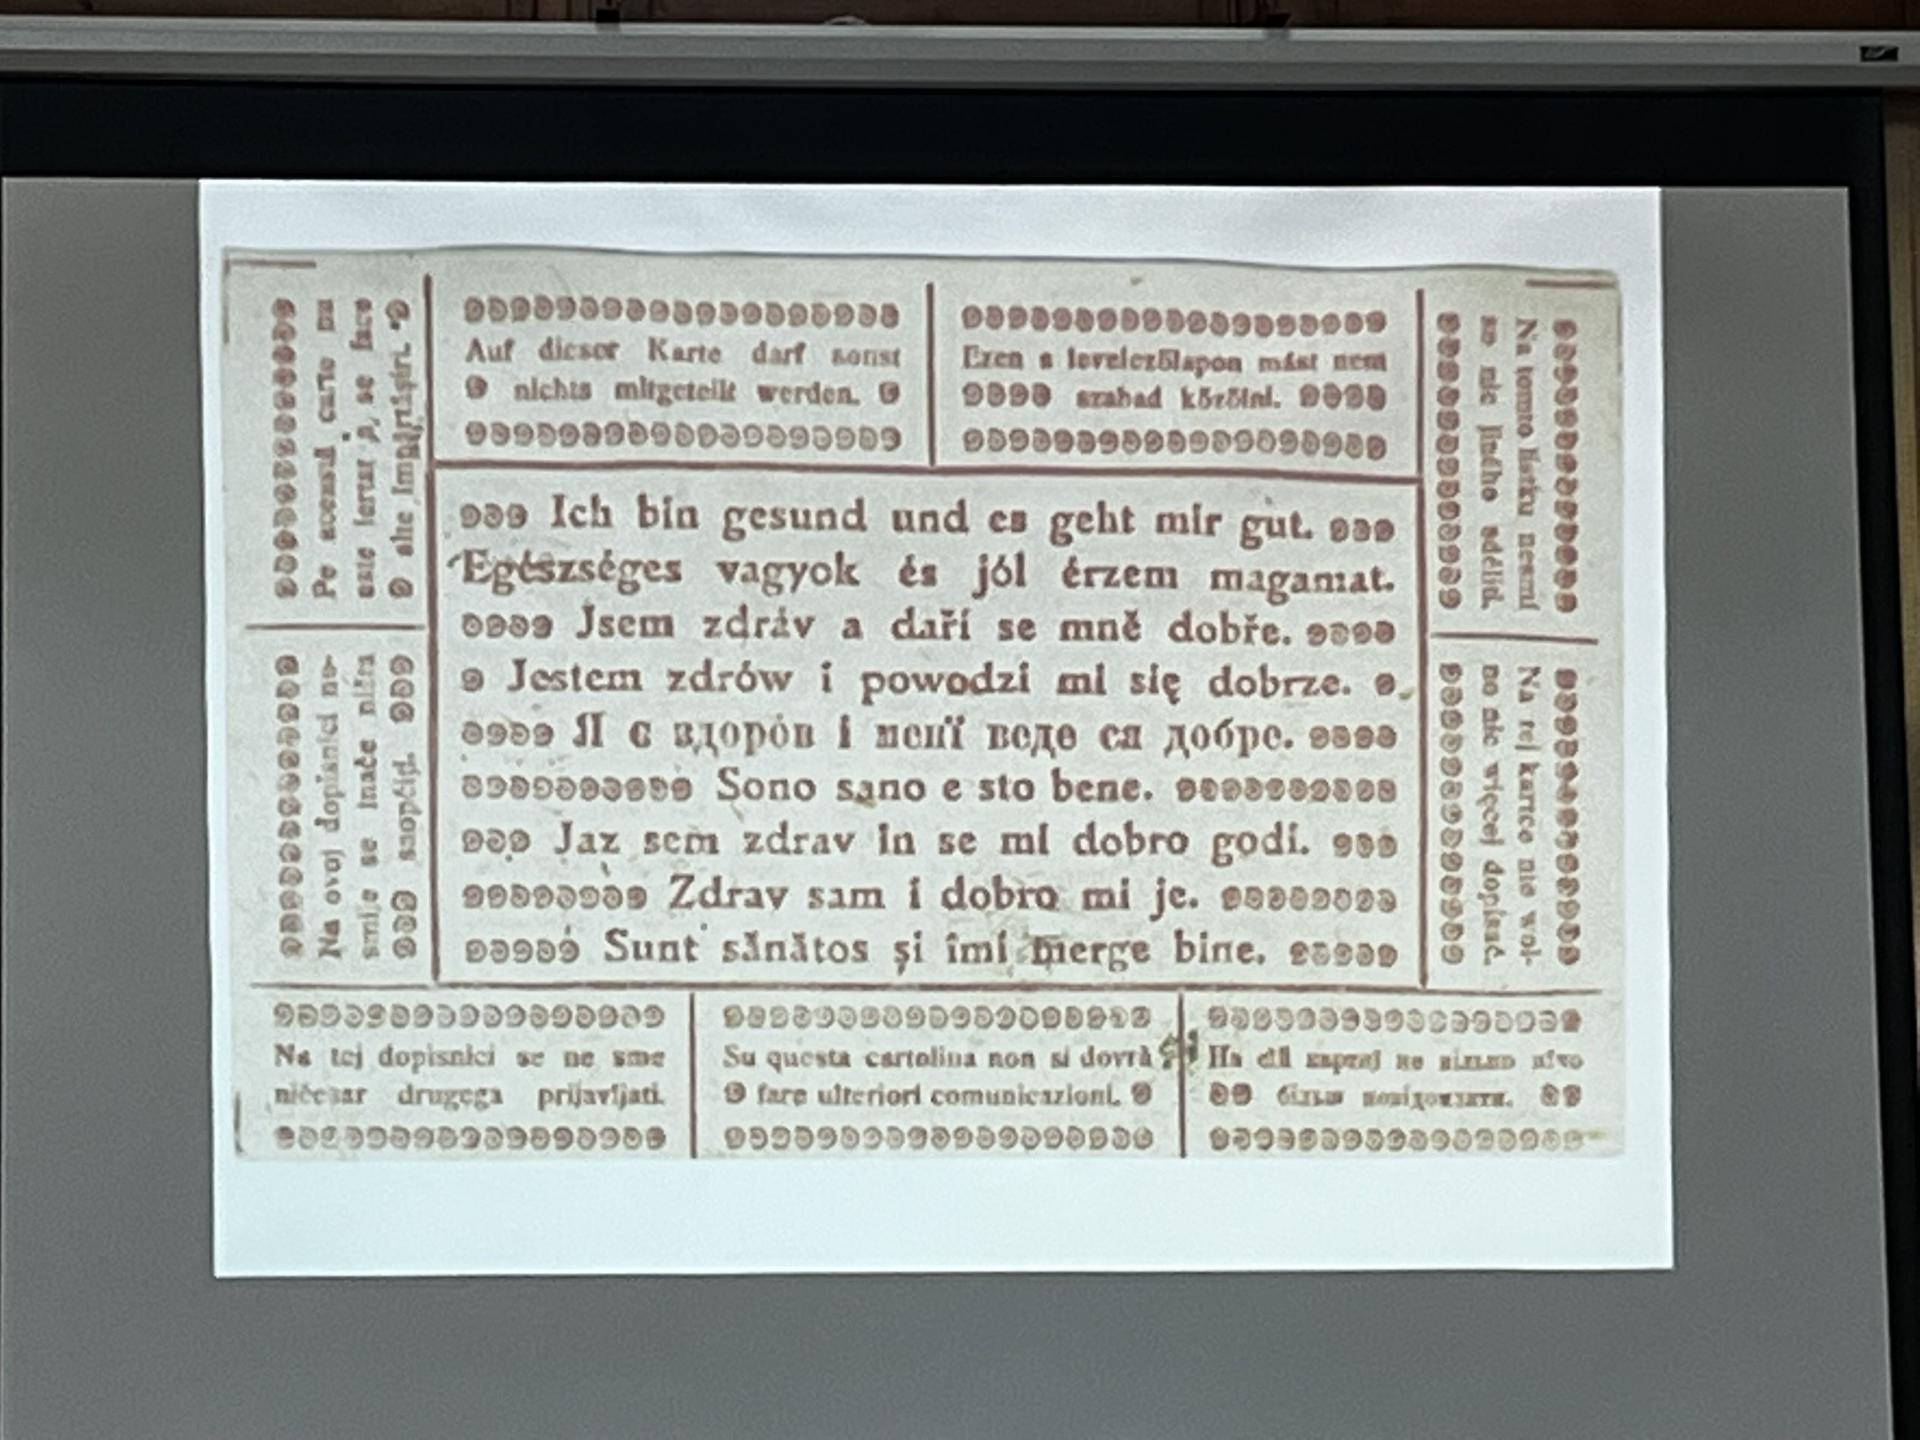 Auf dieser Karte darf sonst
nichts mitgeteilt werden.
Ezen a levelezőlapon mást nem
szabad közölni.
Ich bin gesund und es geht mir gut.
Egészséges vagyok és jól érzem magamat.
Jsem zdráv a daří se mně dobře.
Jestem zdrów i powodzi mi się dobrze.
Я є здоров і менї веде ся добре.
Sono sano e sto bene.
Jaz sem zdrav in se mi dobro godi.
Zdrav sam i dobro mi je.
Sunt sănătos și îmi merge bine.
Pe această carte nu
este iertat a se face
alte împărtășiri.
Na ovoj dopisnici ne-
smije se inače ništa
saopćiti.
Na tomto lístku nesmí
se nic jiného sděliti.
Na tej kartce nie wol-
no nic więcej dopisać.
Na tej dopisnici se ne sme
ničesar drugega prijavljati.
Su questa cartolina non si dovrà
fare ulteriori comunicazioni.
На